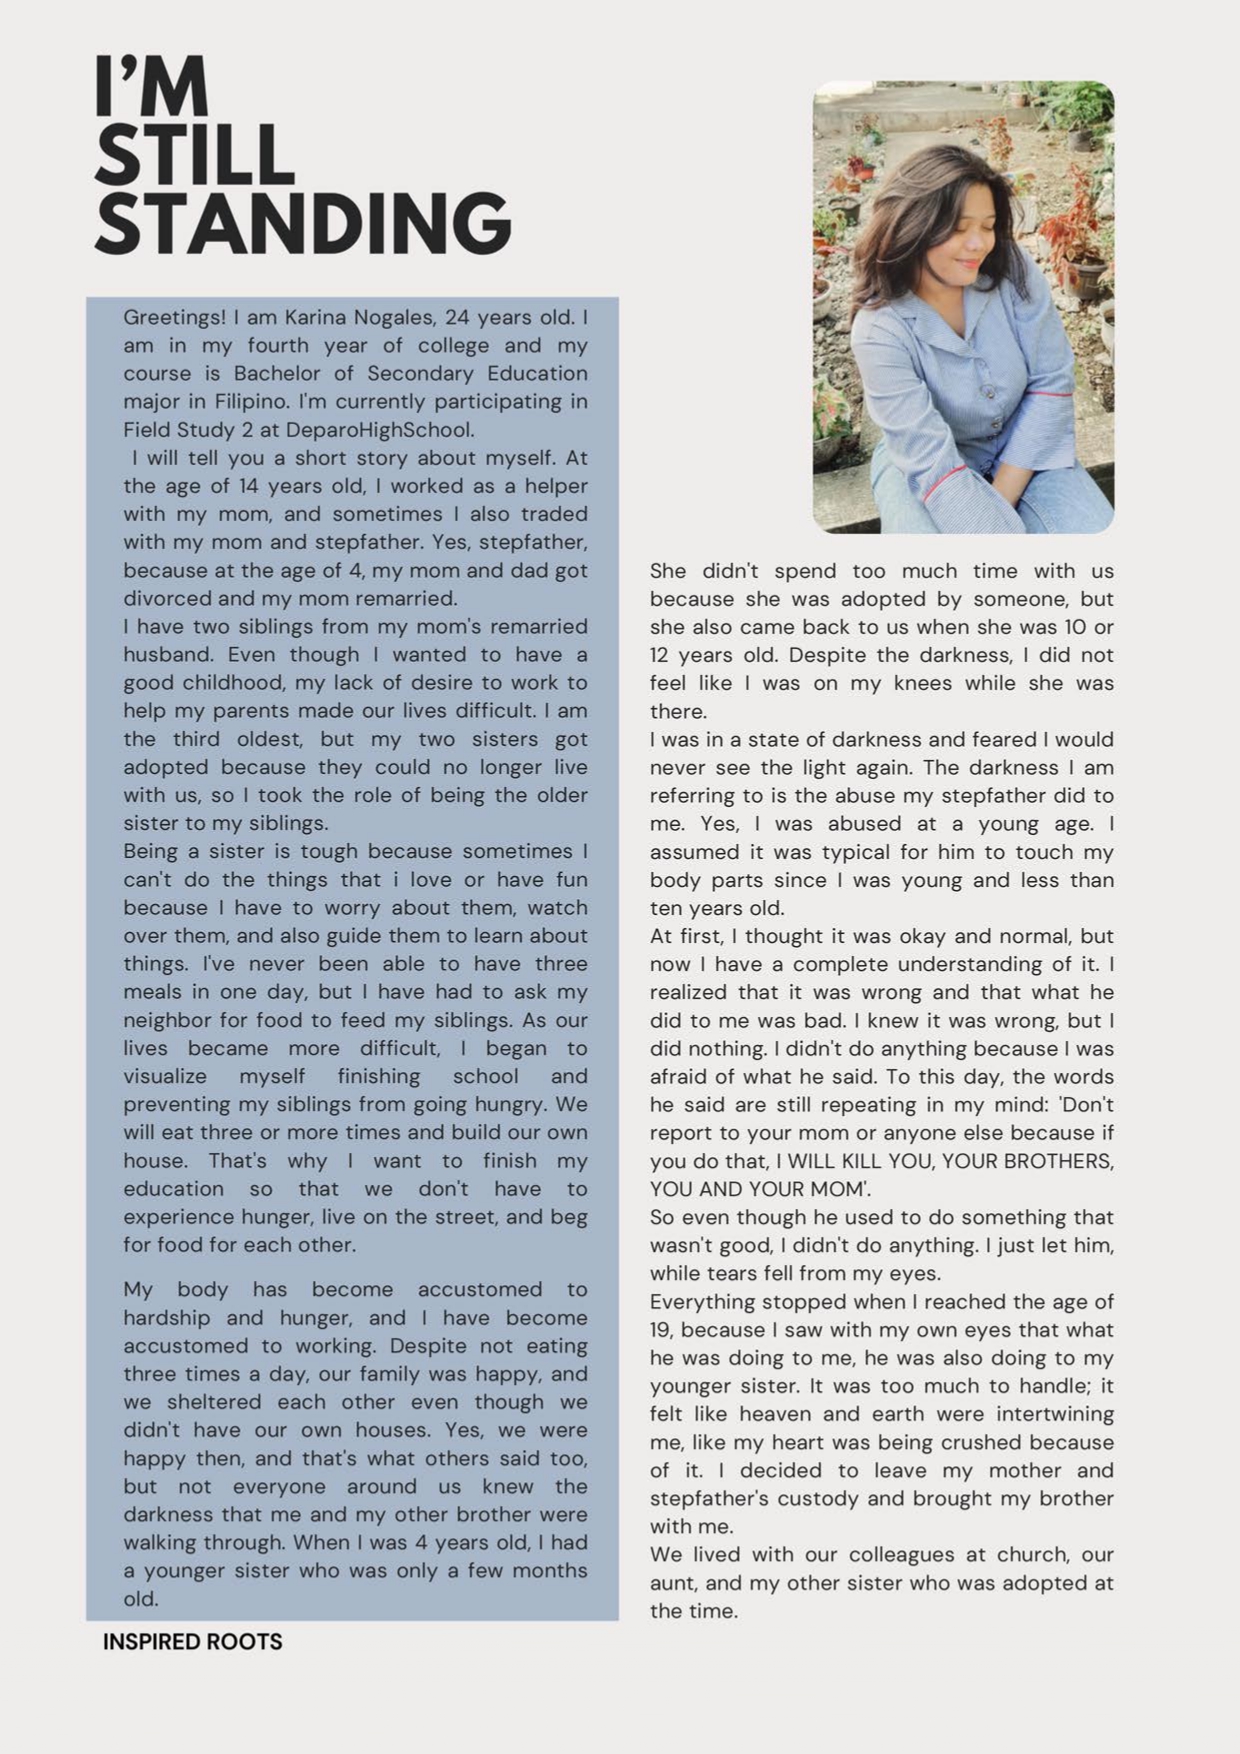 I'M
STILL
STANDING
Greetings! I am Karina Nogales, 24 years old. I
am in my fourth year of college and my
course is Bachelor of Secondary Education
major in Filipino. I'm currently participating in
Field Study 2 at DeparoHighSchool.
I will tell you a short story about myself. At
the age of 14 years old, I worked as a helper
with my mom, and sometimes I also traded
with my mom and stepfather. Yes, stepfather,
because at the age of 4, my mom and dad got
divorced and my mom remarried.
I have two siblings from my mom's remarried
husband. Even though I wanted to have a
good childhood, my lack of desire to work to
help my parents made our lives difficult. I am
the third oldest, but my two sisters got
adopted because they could no longer live
with us, so I took the role of being the older
sister to my siblings.
Being a sister is tough because sometimes I
can't do the things that i love or have fun
because I have to worry about them, watch
over them, and also guide them to learn about
things. I've never been able to have three
meals in one day, but I have had to ask my
neighbor for food to feed my siblings. As our
lives became more difficult, I began to
visualize myself finishing school and
preventing my siblings from going hungry. We
will eat three or more times and build our own
house. That's why I want to finish my
education so that we don't have to
experience hunger, live on the street, and beg
for food for each other.
My body has become accustomed to
hardship and hunger, and I have become
accustomed to working. Despite not eating
three times a day, our family was happy, and
we sheltered each other even though we
didn't have our own houses. Yes, we were
happy then, and that's what others said too,
but not everyone around us knew the
darkness that me and my other brother were
walking through. When I was 4 years old, I had
a younger sister who was only a few months
old.
INSPIRED ROOTS
She didn't spend too much time with us
because she was adopted by someone, but
she also came back to us when she was 10 or
12 years old. Despite the darkness, I did not
feel like I was on my knees while she was
there.
I was in a state of darkness and feared I would
never see the light again. The darkness I am
referring to is the abuse my stepfather did to
me. Yes, I was abused at a young age. I
assumed it was typical for him to touch my
body parts since I was young and less than
ten years old.
At first, I thought it was okay and normal, but
now I have a complete understanding of it. I
realized that it was wrong and that what he
did to me was bad. I knew it was wrong, but I
did nothing. I didn't do anything because I was
afraid of what he said. To this day, the words
he said are still repeating in my mind: 'Don't
report to your mom or anyone else because if
you do that, I WILL KILL YOU, YOUR BROTHERS,
YOU AND YOUR MOM'.
So even though he used to do something that
wasn't good, I didn't do anything. I just let him,
while tears fell from my eyes.
Everything stopped when I reached the age of
19, because I saw with my own eyes that what
he was doing to me, he was also doing to my
younger sister. It was too much to handle; it
felt like heaven and earth were intertwining
me, like my heart was being crushed because
of it. I decided to leave my mother and
stepfather's custody and brought my brother
with me.
We lived with our colleagues at church, our
aunt, and my other sister who was adopted at
the time.